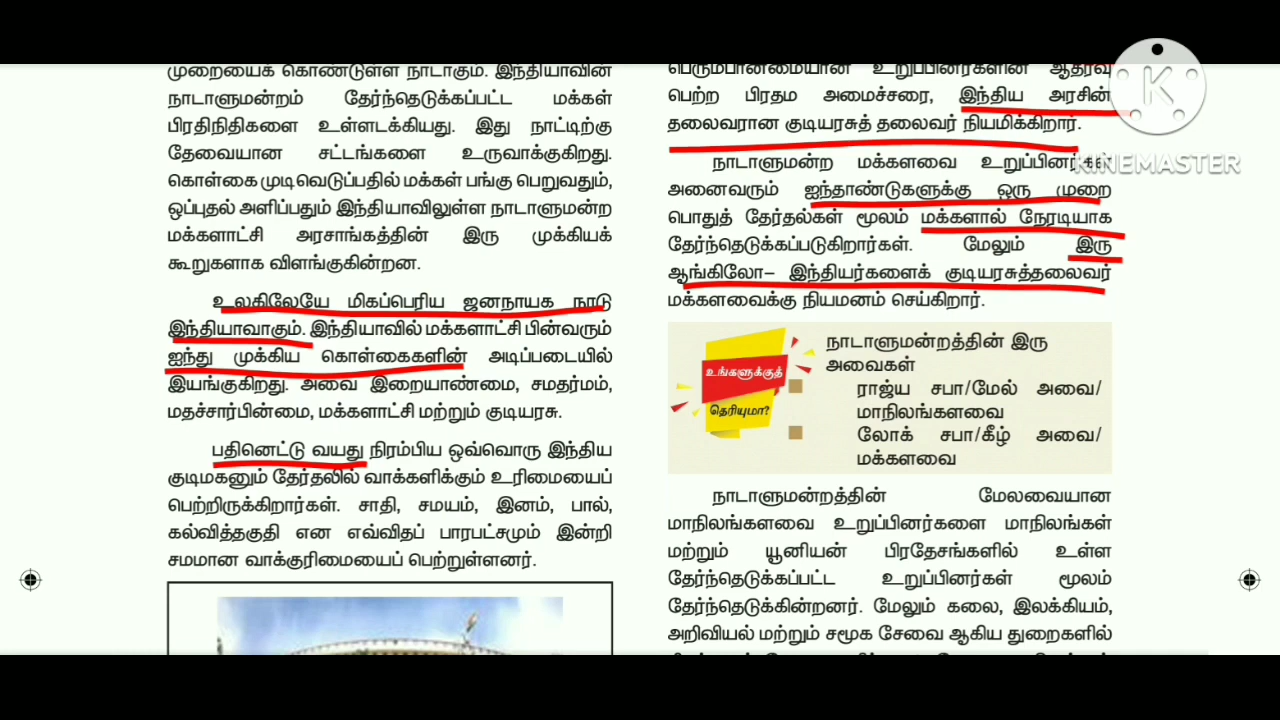 முறையைக் கொண்டுள்ள நாடாகும். இந்தியாவின்
நாடாளுமன்றம் தேர்ந்தெடுக்கப்பட்ட மக்கள்
பிரதிநிதிகளை உள்ளடக்கியது. இது நாட்டிற்கு
தேவையான சட்டங்களை உருவாக்குகிறது.
கொள்கை முடிவெடுப்பதில் மக்கள் பங்கு பெறுவதும்,
ஒப்புதல் அளிப்பதும் இந்தியாவிலுள்ள நாடாளுமன்ற
மக்களாட்சி அரசாங்கத்தின் இரு முக்கியக்
கூறுகளாக விளங்குகின்றன.
உலகிலேயே மிகப்பெரிய ஜனநாயக நாடு
இந்தியாவாகும். இந்தியாவில் மக்களாட்சி பின்வரும்
ஐந்து முக்கிய கொள்கைகளின் அடிப்படையில்
இயங்குகிறது. அவை இறையாண்மை, சமதர்மம்,
மதச்சார்பின்மை, மக்களாட்சி மற்றும் குடியரசு.
பதினெட்டு வயது நிரம்பிய ஒவ்வொரு இந்திய
குடிமகனும் தேர்தலில் வாக்களிக்கும் உரிமையைப்
பெற்றிருக்கிறார்கள். சாதி, சமயம், இனம், பால்,
கல்வித்தகுதி என எவ்விதப் பாரபட்சமும் இன்றி
சமமான வாக்குரிமையைப் பெற்றுள்ளனர்.
பெரும்பான்மையான உறுப்பினர்களின் ஆதரவு
பெற்ற பிரதம அமைச்சரை, இந்திய அரசின்
தலைவரான குடியரசுத் தலைவர் நியமிக்கிறார்.
நாடாளுமன்ற மக்களவை உறுப்பினர்கள்
அனைவரும் ஐந்தாண்டுகளுக்கு ஒரு முறை
பொதுத் தேர்தல்கள் மூலம் மக்களால் நேரடியாக
தேர்ந்தெடுக்கப்படுகிறார்கள். மேலும் இரு
ஆங்கிலோ– இந்தியர்களைக் குடியரசுத்தலைவர்
மக்களவைக்கு நியமனம் செய்கிறார்.
உங்களுக்குத்
தெரியுமா?
நாடாளுமன்றத்தின் இரு
அவைகள்
ராஜ்ய சபா/மேல் அவை/
மாநிலங்களவை
லோக் சபா/கீழ் அவை/
மக்களவை
நாடாளுமன்றத்தின் மேலவையான
மாநிலங்களவை உறுப்பினர்களை மாநிலங்கள்
மற்றும் யூனியன் பிரதேசங்களில் உள்ள
தேர்ந்தெடுக்கப்பட்ட உறுப்பினர்கள் மூலம்
தேர்ந்தெடுக்கின்றனர். மேலும் கலை, இலக்கியம்,
அறிவியல் மற்றும் சமூக சேவை ஆகிய துறைகளில்
K
KINEMASTER